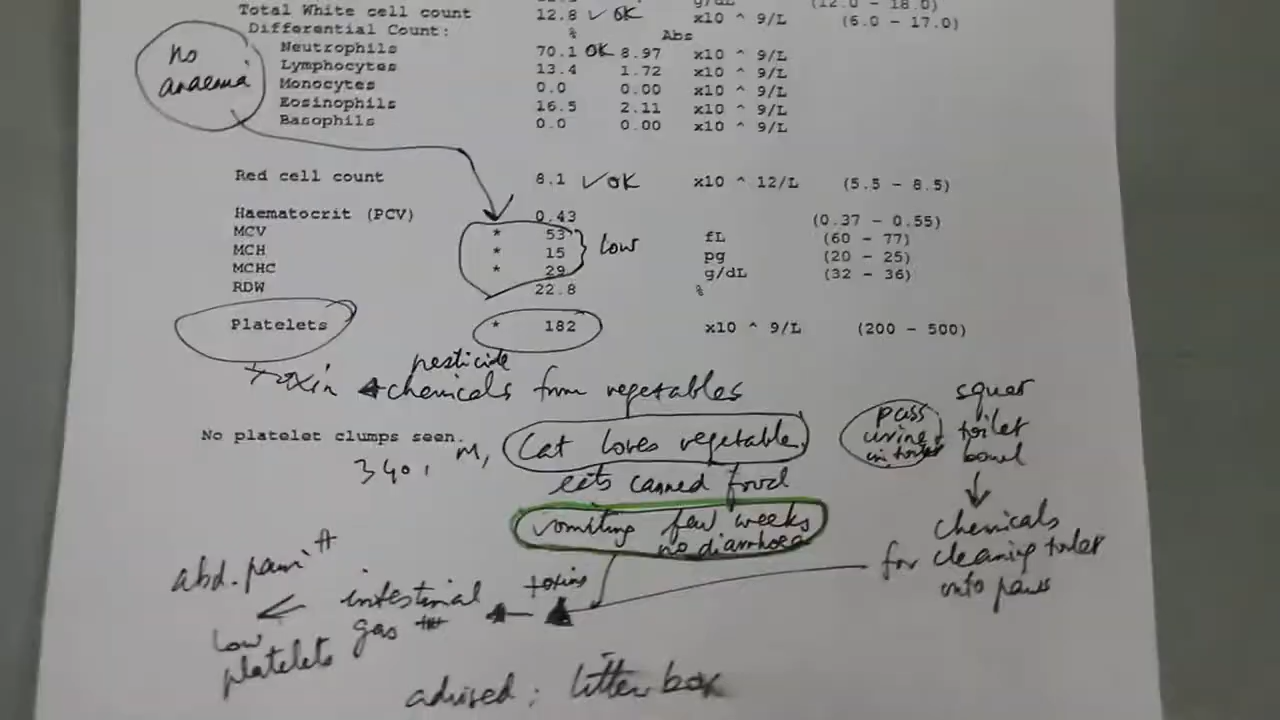 Total White cell count 12.8 ✓ OK x10 ^ 9/L (6.0 - 17.0)
Differential Count: % Abs
Neutrophils 70.1 OK 8.97 x10 ^ 9/L
Lymphocytes 13.4 1.72 x10 ^ 9/L
Monocytes 0.0 0.00 x10 ^ 9/L
Eosinophils 16.5 2.11 x10 ^ 9/L
Basophils 0.0 0.00 x10 ^ 9/L
no
anaemia
Red cell count 8.1 ✓ OK x10 ^ 12/L (5.5 - 8.5)
Haematocrit (PCV) 0.43 (0.37 - 0.55)
MCV * 53 fL (60 - 77)
MCH * 15 pg (20 - 25)
MCHC * 29 g/dL (32 - 36)
low
RDW 22.8 %
Platelets * 182 x10 ^ 9/L (200 - 500)
pesticide
toxin chemicals from vegetables
No platelet clumps seen.
M, Cat loves vegetable
eats canned food
vomiting few weeks
no diarrhoea
pass
urine
in toilet
squat
toilet
bowl
chemicals
for cleaning toilet
onto paws
toxins
intestinal
gas +++
abd. pain ++
low
platelets
advised: litter box